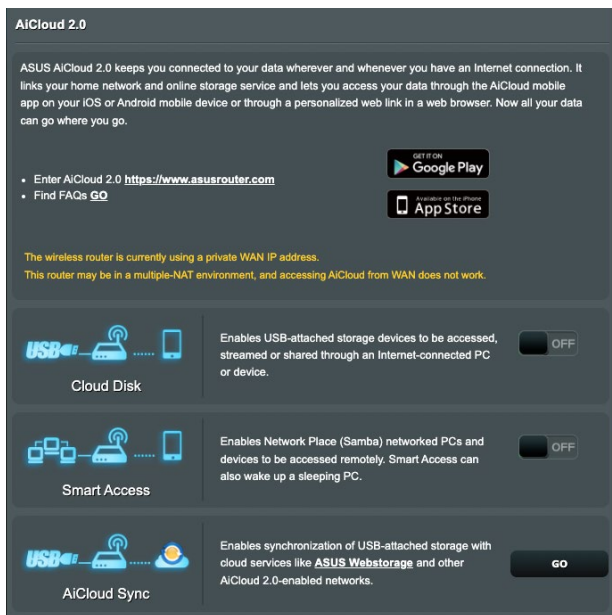 AiCloud 2.0
ASUS AiCloud 2.0 keeps you connected to your data wherever and whenever you have an Internet connection. It
links your home network and online storage service and lets you access your data through the AiCloud mobile
app on your iOS or Android mobile device or through a personalized web link in a web browser. Now all your data
can go where you go.
Enter AiCloud 2.0 https://www.asusrouter.com
Find FAQs GO
GET IT ON
Google Play
Available on the iPhone
App Store
The wireless router is currently using a private WAN IP address.
This router may be in a multiple-NAT environment, and accessing AiCloud from WAN does not work.
USB
Cloud Disk
Enables USB-attached storage devices to be accessed,
streamed or shared through an Internet-connected PC
or device.
OFF
Smart Access
Enables Network Place (Samba) networked PCs and
devices to be accessed remotely. Smart Access can
also wake up a sleeping PC.
OFF
USB
AiCloud Sync
Enables synchronization of USB-attached storage with
cloud services like ASUS Webstorage and other
AiCloud 2.0-enabled networks.
GO